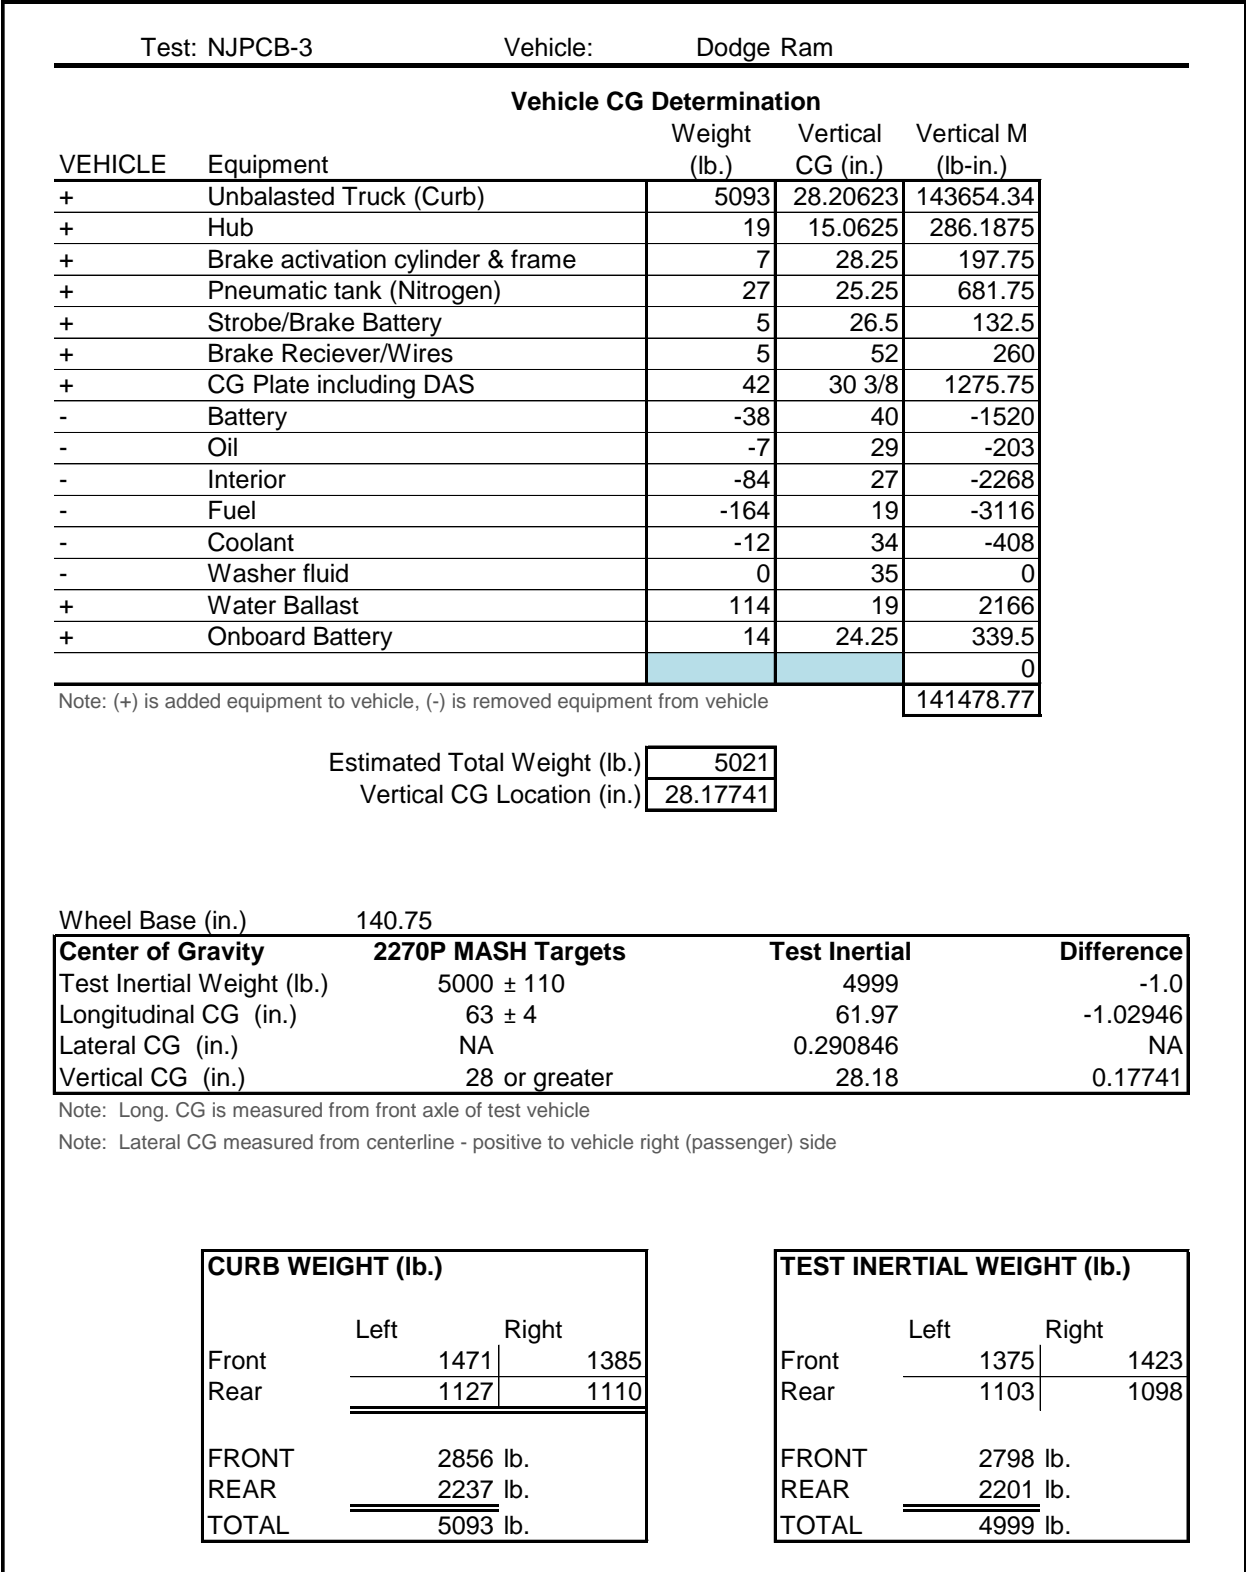 Test: NJPCB-3 Vehicle: Dodge Ram
Vehicle CG Determination
Weight Vertical Vertical M
VEHICLE Equipment (lb.) CG (in.) (lb-in.)
+ Unbalasted Truck (Curb) 5093 28.20623 143654.34
+ Hub 19 15.0625 286.1875
+ Brake activation cylinder & frame 7 28.25 197.75
+ Pneumatic tank (Nitrogen) 27 25.25 681.75
+ Strobe/Brake Battery 5 26.5 132.5
+ Brake Reciever/Wires 5 52 260
+ CG Plate including DAS 42 30 3/8 1275.75
- Battery -38 40 -1520
- Oil -7 29 -203
- Interior -84 27 -2268
- Fuel -164 19 -3116
- Coolant -12 34 -408
- Washer fluid 0 35 0
+ Water Ballast 114 19 2166
+ Onboard Battery 14 24.25 339.5
0
Note: (+) is added equipment to vehicle, (-) is removed equipment from vehicle 141478.77
Estimated Total Weight (lb.) 5021
Vertical CG Location (in.) 28.17741
Wheel Base (in.) 140.75
Center of Gravity 2270P MASH Targets Test Inertial Difference
Test Inertial Weight (lb.) 5000 ± 110 4999 -1.0
Longitudinal CG (in.) 63 ± 4 61.97 -1.02946
Lateral CG (in.) NA 0.290846 NA
Vertical CG (in.) 28 or greater 28.18 0.17741
Note: Long. CG is measured from front axle of test vehicle
Note: Lateral CG measured from centerline - positive to vehicle right (passenger) side
CURB WEIGHT (lb.)
Left Right
Front 1471 1385
Rear 1127 1110
FRONT 2856 lb.
REAR 2237 lb.
TOTAL 5093 lb.
TEST INERTIAL WEIGHT (lb.)
Left Right
Front 1375 1423
Rear 1103 1098
FRONT 2798 lb.
REAR 2201 lb.
TOTAL 4999 lb.